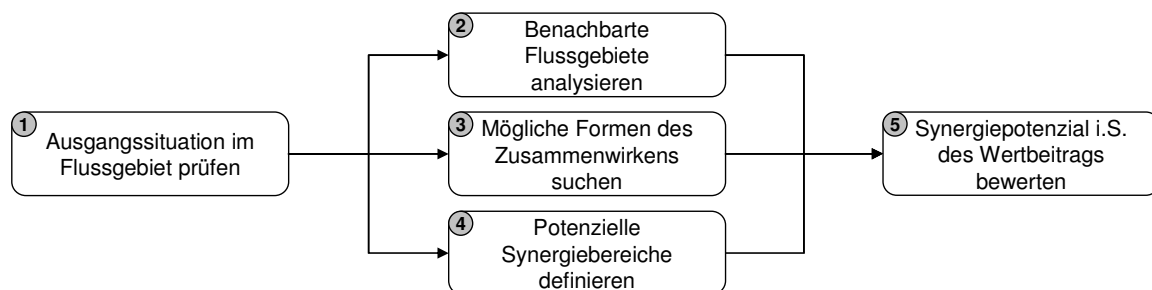 1
Ausgangssituation im
Flussgebiet prüfen
2
Benachbarte
Flussgebiete
analysieren
3
Mögliche Formen des
Zusammenwirkens
suchen
4
Potenzielle
Synergiebereiche
definieren
5
Synergiepotenzial i.S.
des Wertbeitrags
bewerten